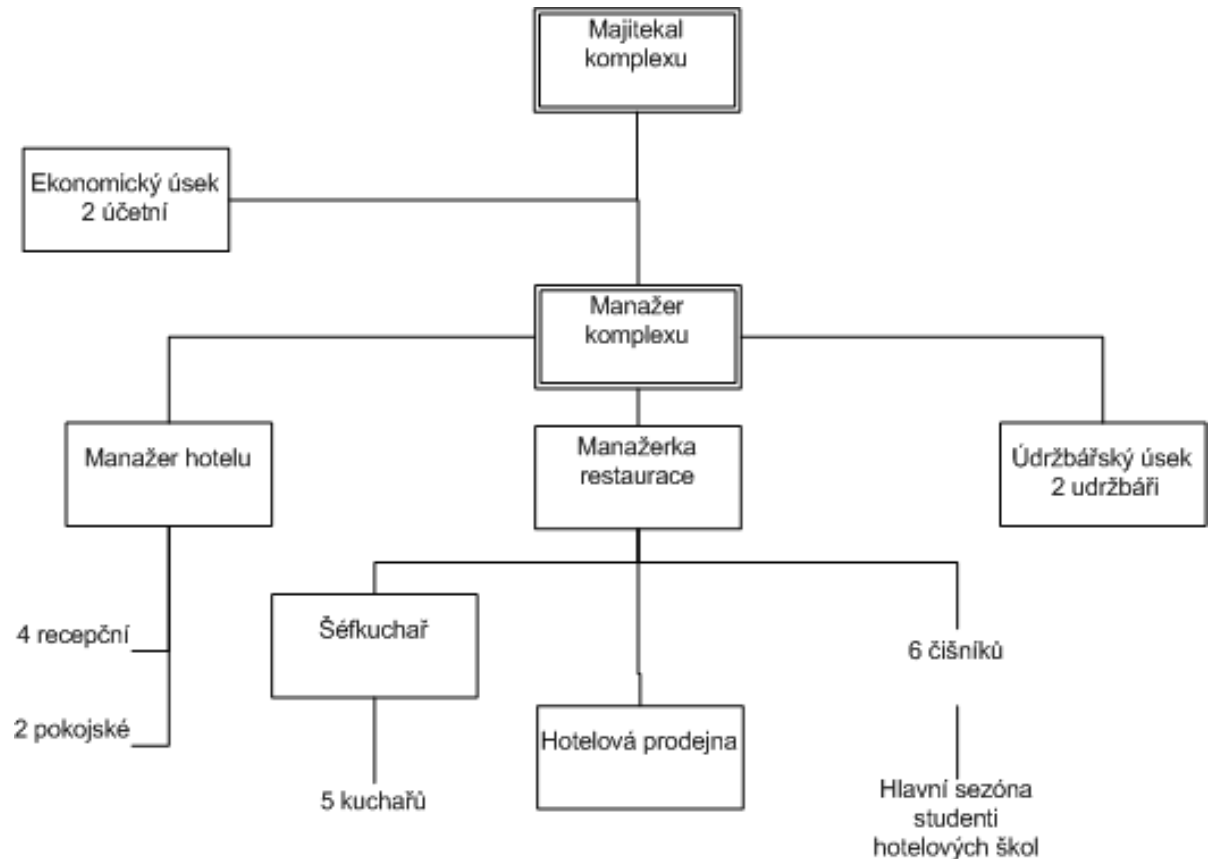 Majitekal
komplexu
Ekonomický úsek
2 účetní
Manažer
komplexu
Manažer hotelu
Manažerka
restaurace
Údržbářský úsek
2 udržbáři
4 recepční
Šéfkuchař
6 čišníků
2 pokojské
Hotelová prodejna
5 kuchařů
Hlavní sezóna
studenti
hotelových škol